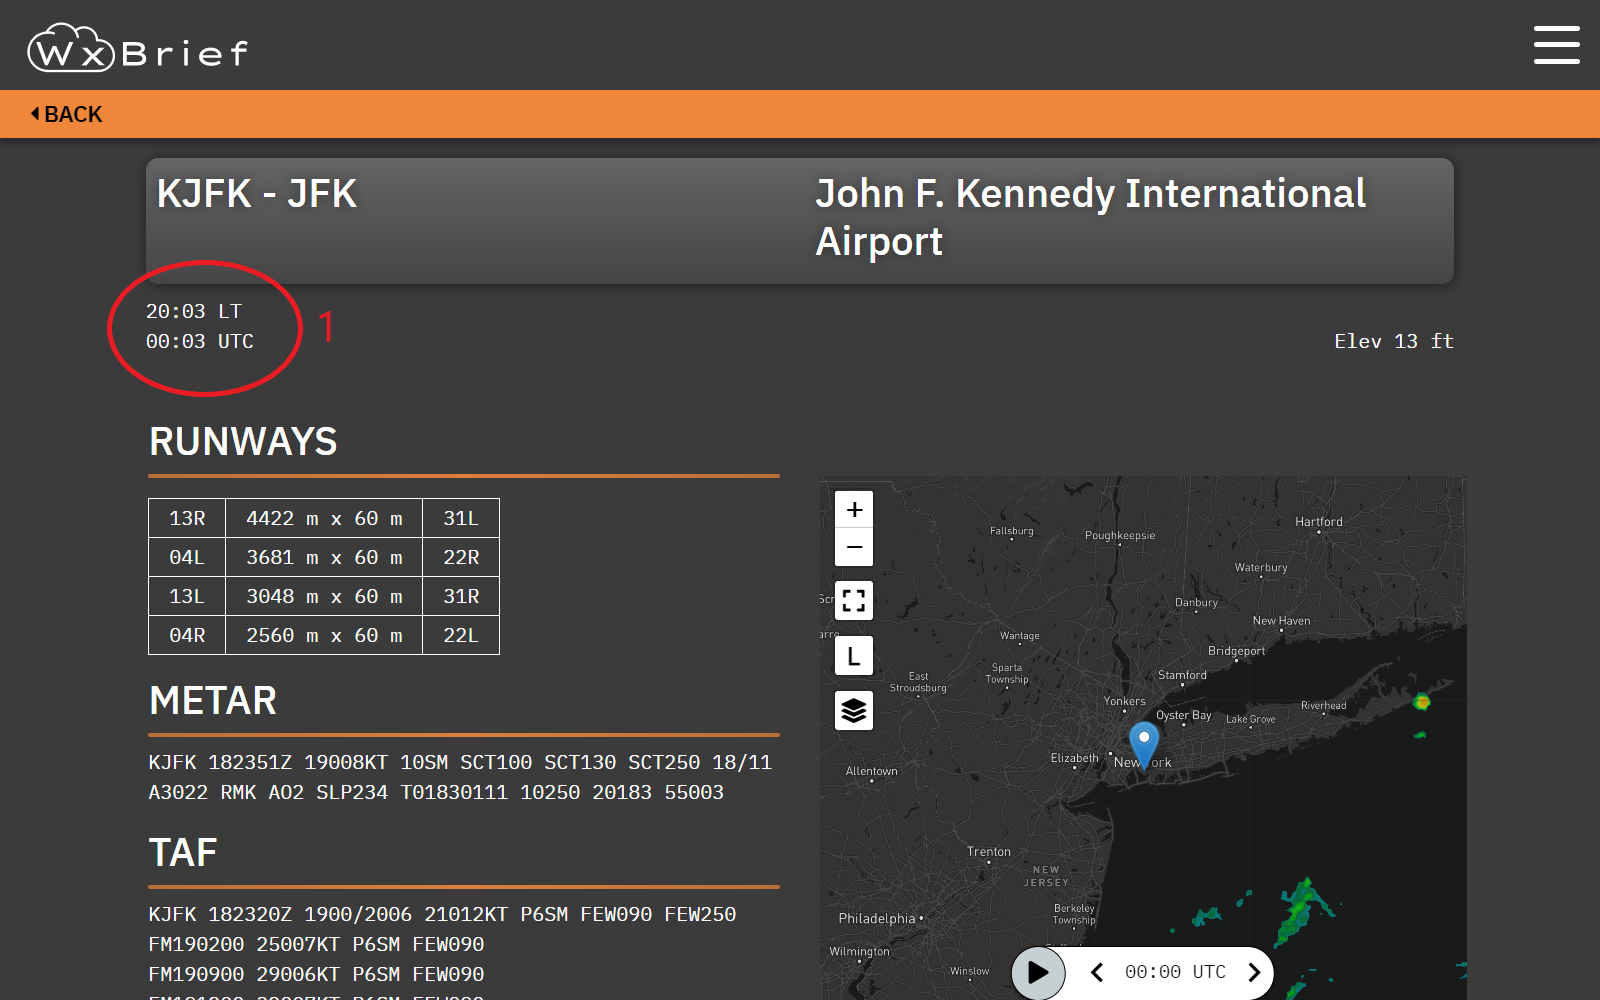 WxBrief
BACK
KJFK - JFK
John F. Kennedy International
Airport
20:03 LT
00:03 UTC
1
Elev 13 ft
RUNWAYS
13R 4422 m x 60 m 31L
04L 3681 m x 60 m 22R
13L 3048 m x 60 m 31R
04R 2560 m x 60 m 22L
METAR
KJFK 182351Z 19008KT 10SM SCT100 SCT130 SCT250 18/11
A3022 RMK AO2 SLP234 T01830111 10250 20183 55003
TAF
KJFK 182320Z 1900/2006 21012KT P6SM FEW090 FEW250
FM190200 25007KT P6SM FEW090
FM190900 29006KT P6SM FEW090
+
−
L
Hartford
Fallsburg
Poughkeepsie
Waterbury
Danbury
New Haven
Wantage
Bridgeport
Sparta
Township
Stamford
East
Stroudsburg
Yonkers
Oyster Bay
Lake Grove
Riverhead
Elizabeth
New York
Allentown
Trenton
NEW
JERSEY
Berkeley
Township
Philadelphia
Wilmington
Winslow
00:00 UTC